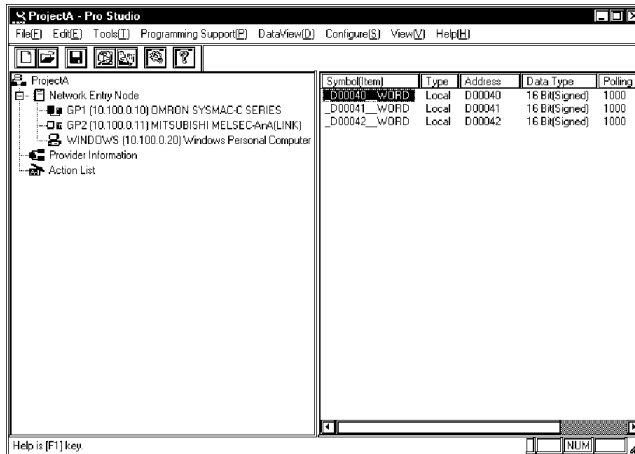 ProjectA - Pro Studio
File(F) Edit(E) Tools(T) Programming Support(P) DataView(D) Configure(S) View(V) Help(H)
ProjectA
Network Entry Node
GP1 (10.100.0.10) OMRON SYSMAC-C SERIES
GP2 (10.100.0.11) MITSUBISHI MELSEC-AnA(LINK)
WINDOWS (10.100.0.20) Windows Personal Computer
Provider Information
Action List
Symbol(Item) Type Address Data Type Polling
_D00040__WORD Local D00040 16 Bit(Signed) 1000
_D00041__WORD Local D00041 16 Bit(Signed) 1000
_D00042__WORD Local D00042 16 Bit(Signed) 1000
Help is [F1] key.
NUM